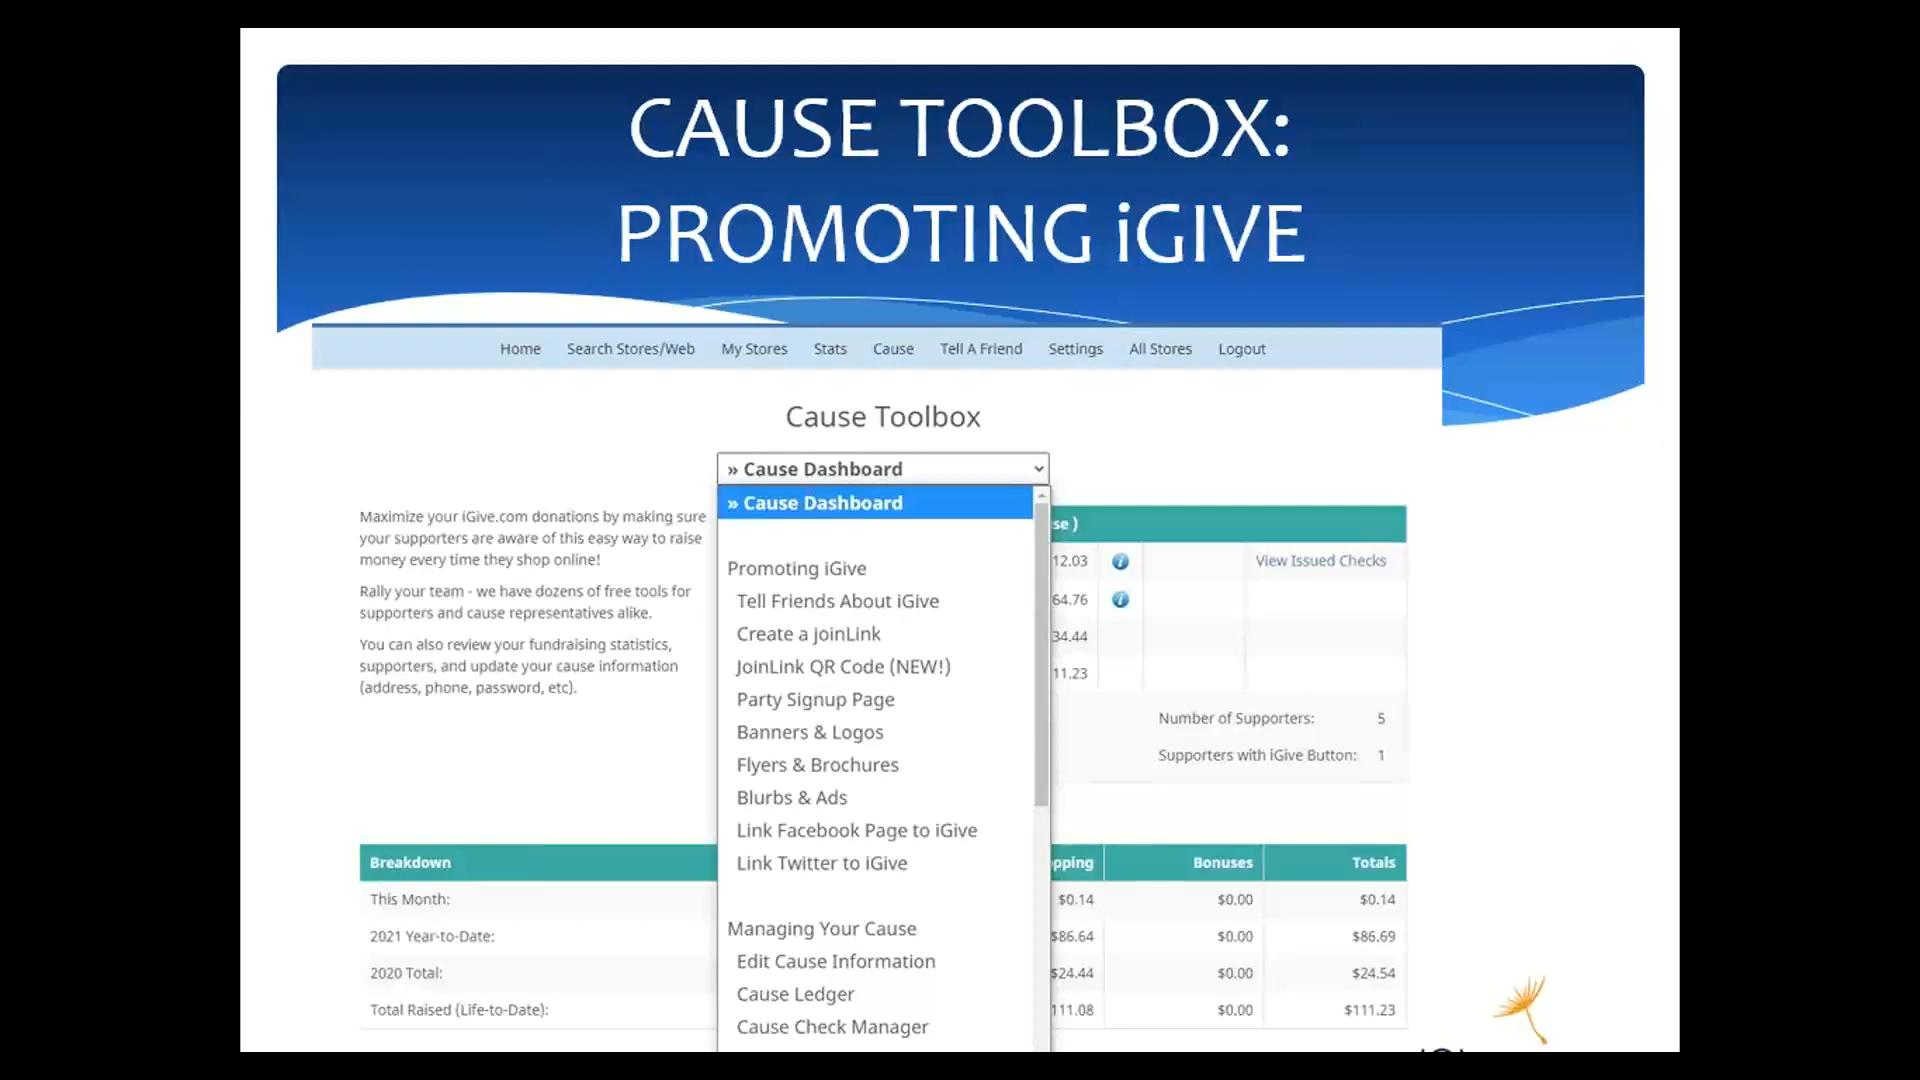 CAUSE TOOLBOX:
PROMOTING iGIVE
Home Search Stores/Web My Stores Stats Cause Tell A Friend Settings All Stores Logout
Cause Toolbox
» Cause Dashboard
» Cause Dashboard
Promoting iGive
Tell Friends About iGive
Create a JoinLink
JoinLink QR Code (NEW!)
Party Signup Page
Banners & Logos
Flyers & Brochures
Blurbs & Ads
Link Facebook Page to iGive
Link Twitter to iGive
Managing Your Cause
Edit Cause Information
Cause Ledger
Cause Check Manager
Maximize your iGive.com donations by making sure
your supporters are aware of this easy way to raise
money every time they shop online!
Rally your team - we have dozens of free tools for
supporters and cause representatives alike.
You can also review your fundraising statistics,
supporters, and update your cause information
(address, phone, password, etc).
se )
12.03 View Issued Checks
64.76
34.44
11.23
Number of Supporters: 5
Supporters with iGive Button: 1
Breakdown pping Bonuses Totals
This Month: $0.14 $0.00 $0.14
2021 Year-to-Date: $86.64 $0.00 $86.69
2020 Total: $24.44 $0.00 $24.54
Total Raised (Life-to-Date): 111.08 $0.00 $111.23